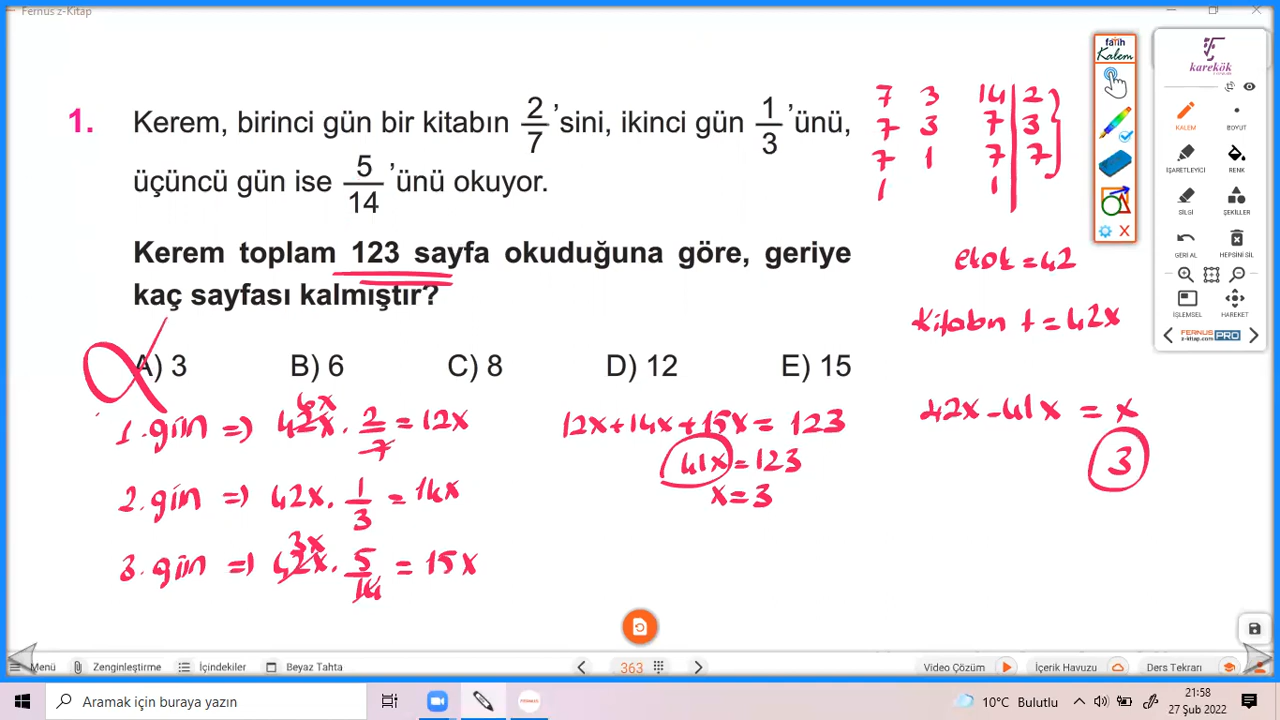 Fernus z-Kitap
1. Kerem, birinci gün bir kitabın 2/7 'sini, ikinci gün 1/3 'ünü,
üçüncü gün ise 5/14 'ünü okuyor.
Kerem toplam 123 sayfa okuduğuna göre, geriye
kaç sayfası kalmıştır?
A) 3 B) 6 C) 8 D) 12 E) 15
7 3 14 | 2
7 3 7 | 3
7 1 7 | 7
1 1 |
ekok = 42
kitabın t = 42x
6x
1. gün => 42x . 2/7 = 12x
2. gün => 42x . 1/3 = 14x
3x
3. gün => 42x . 5/14 = 15x
12x + 14x + 15x = 123
41x = 123
x = 3
42x - 41x = x
3
fatih
Kalem
karekök
KALEM BOYUT
İŞARETLEYİCİ RENK
SİLGİ ŞEKİLLER
GERİ AL HEPSİNİ SİL
İŞLEMSEL HAREKET
FERNUS PRO
z-kitap.com
Menü Zenginleştirme İçindekiler Beyaz Tahta 363 Video Çözüm İçerik Havuzu Ders Tekrarı
Aramak için buraya yazın 10°C Bulutlu 21:58
27 Şub 2022